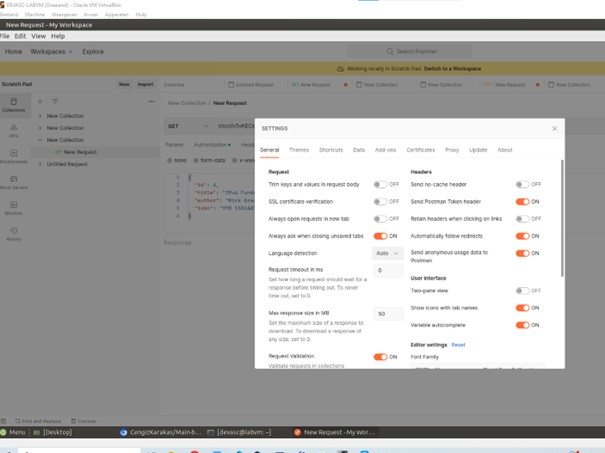 DEVASC-LABVM [Draaiend] - Oracle VM VirtualBox
Bestand Machine Weergeven Invoer Apparaten Hulp
New Request - My Workspace
File Edit View Help
Home Workspaces Explore
Search Postman
Working locally in Scratch Pad. Switch to a Workspace
Scratch Pad
New Import
Overview
Untitled Request
New Request
New Collection
New Collection
New Request
New Collection
Collections
APIs
Environments
Mock Servers
Monitors
History
New Collection
New Collection
New Collection
New Request
Untitled Request
New Collection / New Request
GET
Params Authorization
none form-data
1 {
2 "id": 4,
3 "title": "IPv6
4 "author": "Rick
5
6 }
Response
SETTINGS
General Themes Shortcuts Data Add-ons Certificates Proxy Update About
Request
Trim keys and values in request body OFF
SSL certificate verification OFF
Always open requests in new tab OFF
Always ask when closing unsaved tabs ON
Language detection Auto
Request timeout in ms 0
Set how long a request should wait for a
response before timing out. To never
time out, set to 0.
Max response size in MB 50
Set the maximum size of a response to
download. To download a response of
any size, set to 0.
Request Validation ON
Validate requests in collections
Headers
Send no-cache header OFF
Send Postman Token header ON
Retain headers when clicking on links OFF
Automatically follow redirects ON
Send anonymous usage data to
Postman ON
User interface
Two-pane view OFF
Show icons with tab names ON
Variable autocomplete ON
Editor settings Reset
Font Family
Find and Replace Console
Menu [Desktop] CengizKarakas/Main-b... [devasc@labvm: ~] New Request - My Wor...